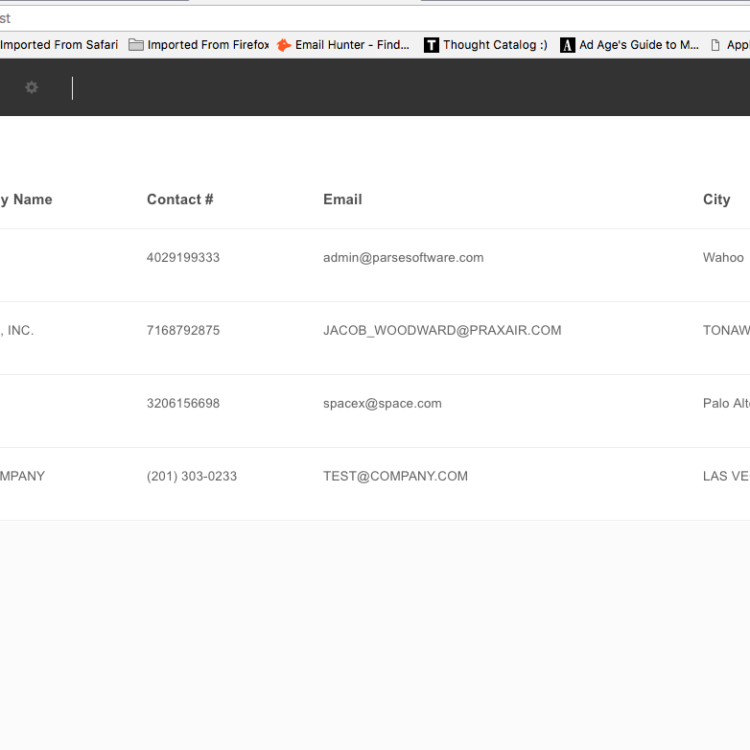 st
Imported From Safari Imported From Firefox Email Hunter - Find... T Thought Catalog :) A Ad Age's Guide to M... Appl
y Name Contact # Email City
4029199333 admin@parsesoftware.com Wahoo
, INC. 7168792875 JACOB_WOODWARD@PRAXAIR.COM TONAW
3206156698 spacex@space.com Palo Alt
MPANY (201) 303-0233 TEST@COMPANY.COM LAS VE